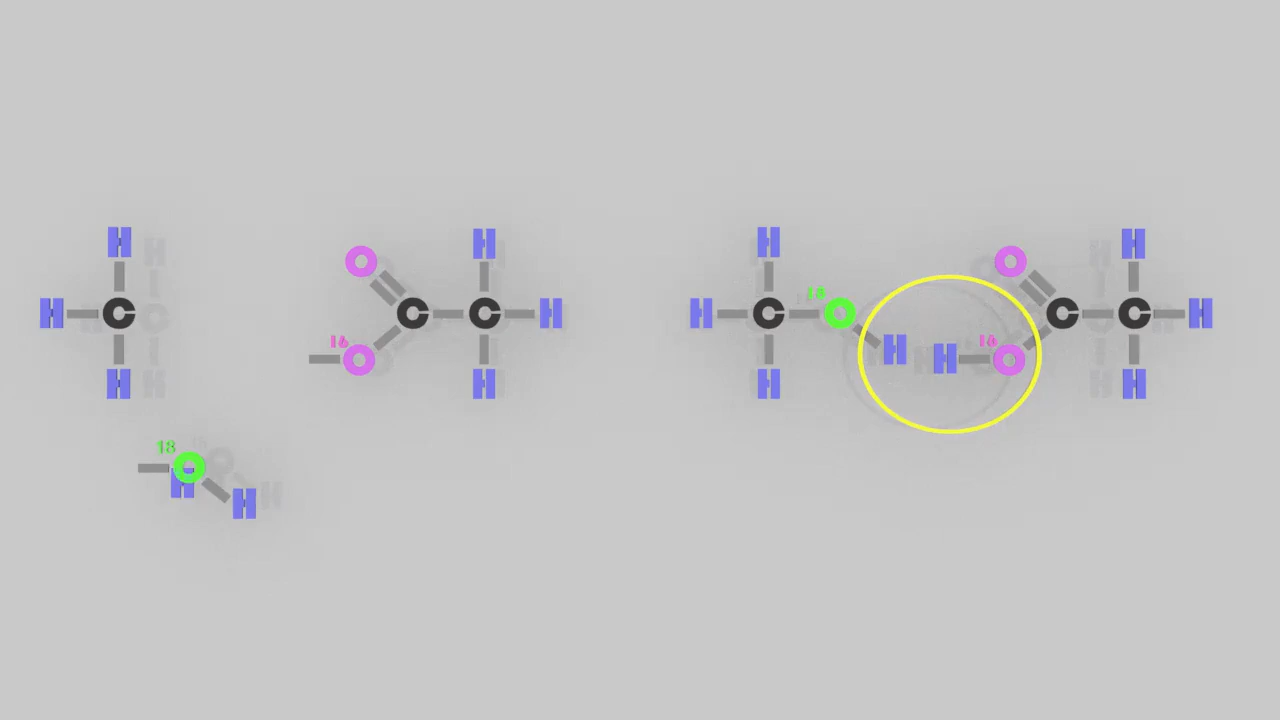 H H H H
O O
H C C C H H C 18 O C C H
16 O H H 16 O
H H H H
18
O
H H